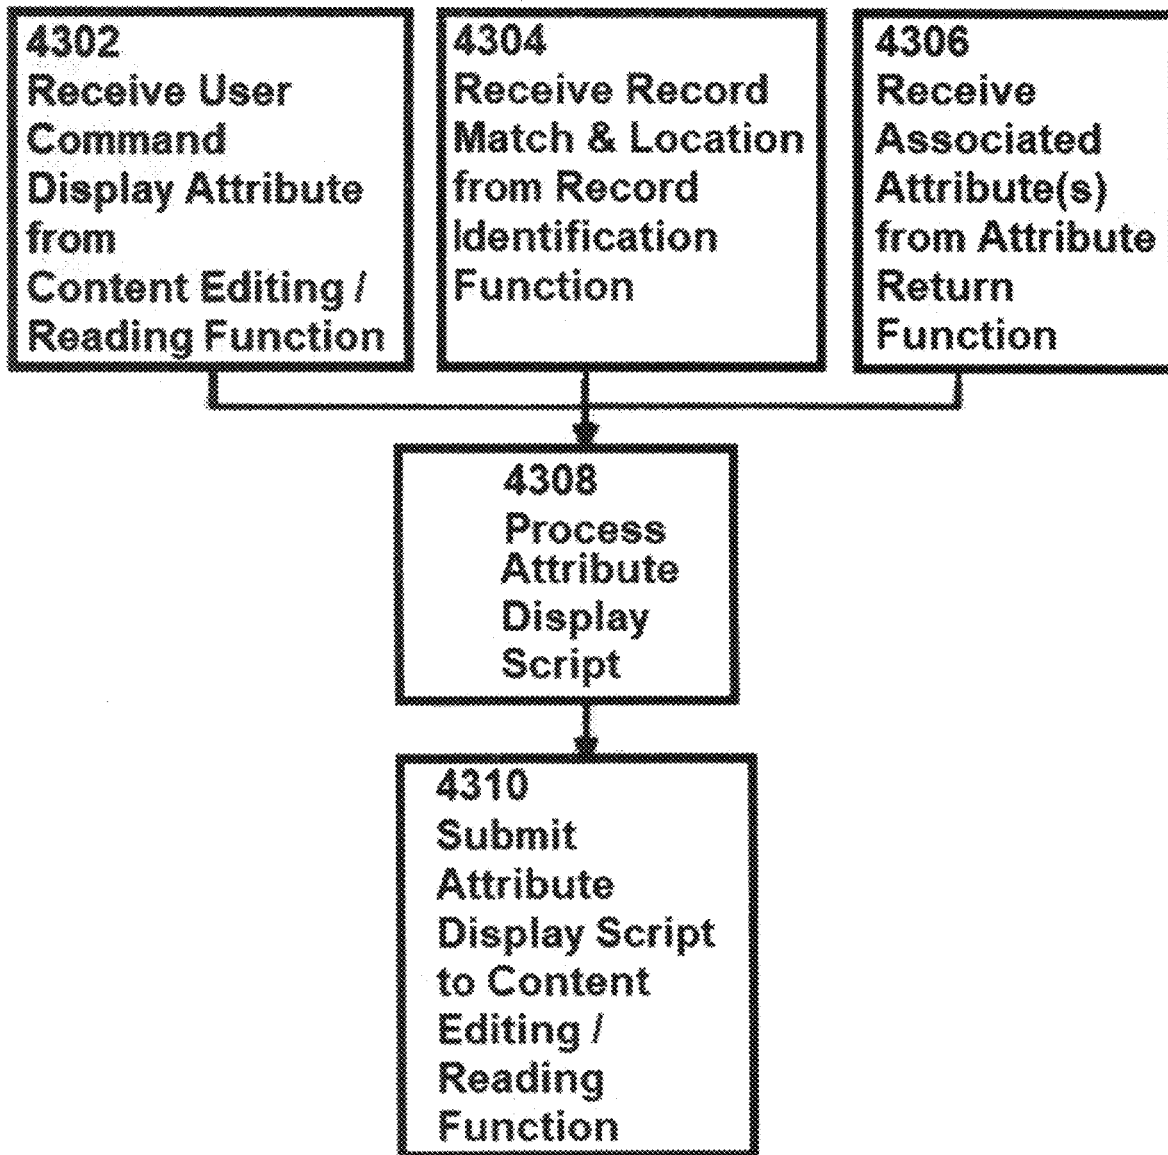 4302
Receive User
Command
Display Attribute
from
Content Editing /
Reading Function
4304
Receive Record
Match & Location
from Record
Identification
Function
4306
Receive
Associated
Attribute(s)
from Attribute
Return
Function
4308
Process
Attribute
Display
Script
4310
Submit
Attribute
Display Script
to Content
Editing /
Reading
Function